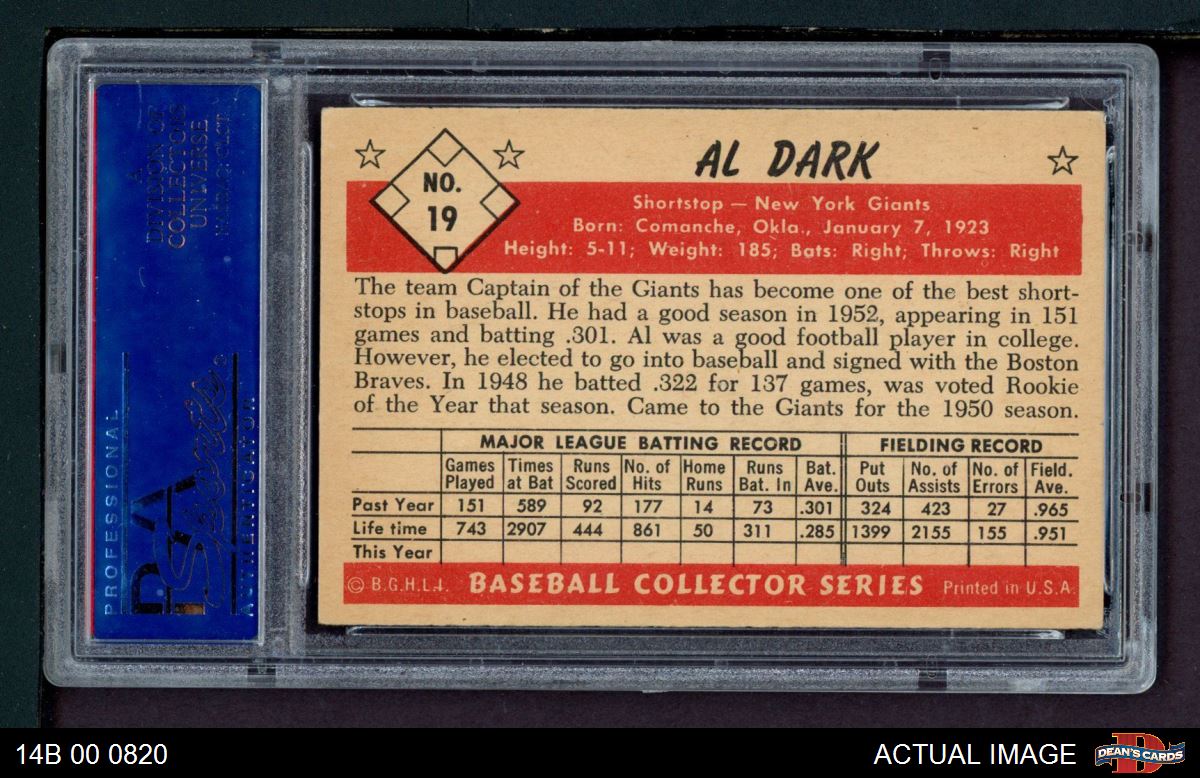 A
DIVISION OF
COLLECTORS
UNIVERSE
NASDAQ: CLCT
PROFESSIONAL
PSA
Sports
AUTHENTICATOR
NO.
19
AL DARK
Shortstop — New York Giants
Born: Comanche, Okla., January 7, 1923
Height: 5-11; Weight: 185; Bats: Right; Throws: Right
The team Captain of the Giants has become one of the best short-
stops in baseball. He had a good season in 1952, appearing in 151
games and batting .301. Al was a good football player in college.
However, he elected to go into baseball and signed with the Boston
Braves. In 1948 he batted .322 for 137 games, was voted Rookie
of the Year that season. Came to the Giants for the 1950 season.
MAJOR LEAGUE BATTING RECORD FIELDING RECORD
Games Times Runs No. of Home Runs Bat. Put No. of No. of Field.
Played at Bat Scored Hits Runs Bat. In Ave. Outs Assists Errors Ave.
Past Year 151 589 92 177 14 73 .301 324 423 27 .965
Life time 743 2907 444 861 50 311 .285 1399 2155 155 .951
This Year
© B.G.H.L.I. BASEBALL COLLECTOR SERIES Printed in U.S.A.
14B 00 0820
ACTUAL IMAGE
D
DEAN'S CARDS